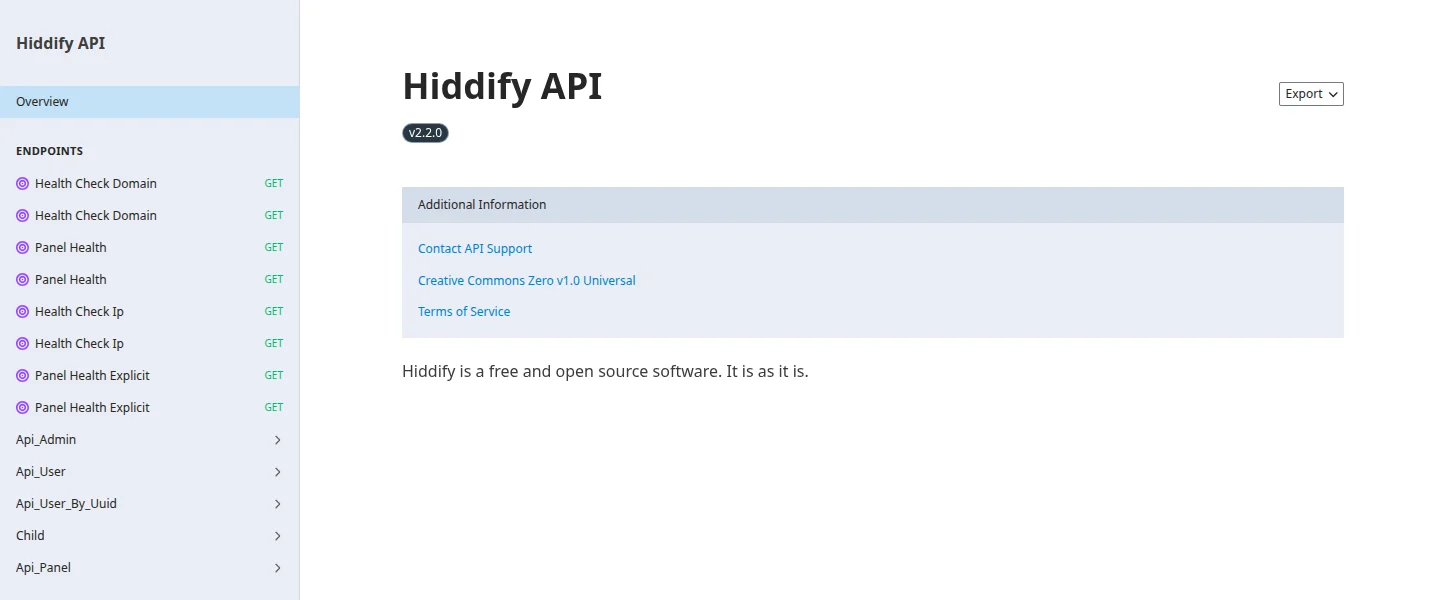 Hiddify API
Overview
ENDPOINTS
Health Check Domain GET
Health Check Domain GET
Panel Health GET
Panel Health GET
Health Check Ip GET
Health Check Ip GET
Panel Health Explicit GET
Panel Health Explicit GET
Api_Admin
Api_User
Api_User_By_Uuid
Child
Api_Panel
Hiddify API
Export
v2.2.0
Additional Information
Contact API Support
Creative Commons Zero v1.0 Universal
Terms of Service
Hiddify is a free and open source software. It is as it is.